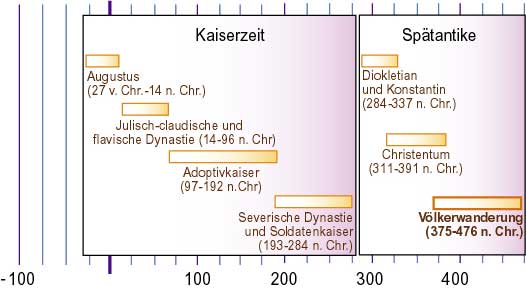 Kaiserzeit
Spätantike
Augustus
(27 v. Chr.-14 n. Chr.)
Julisch-claudische und
flavische Dynastie (14-96 n. Chr)
Adoptivkaiser
(97-192 n.Chr)
Severische Dynastie
und Soldatenkaiser
(193-284 n. Chr.)
Diokletian
und Konstantin
(284-337 n. Chr.)
Christentum
(311-391 n. Chr.)
Völkerwanderung
(375-476 n. Chr.)
-100 100 200 300 400